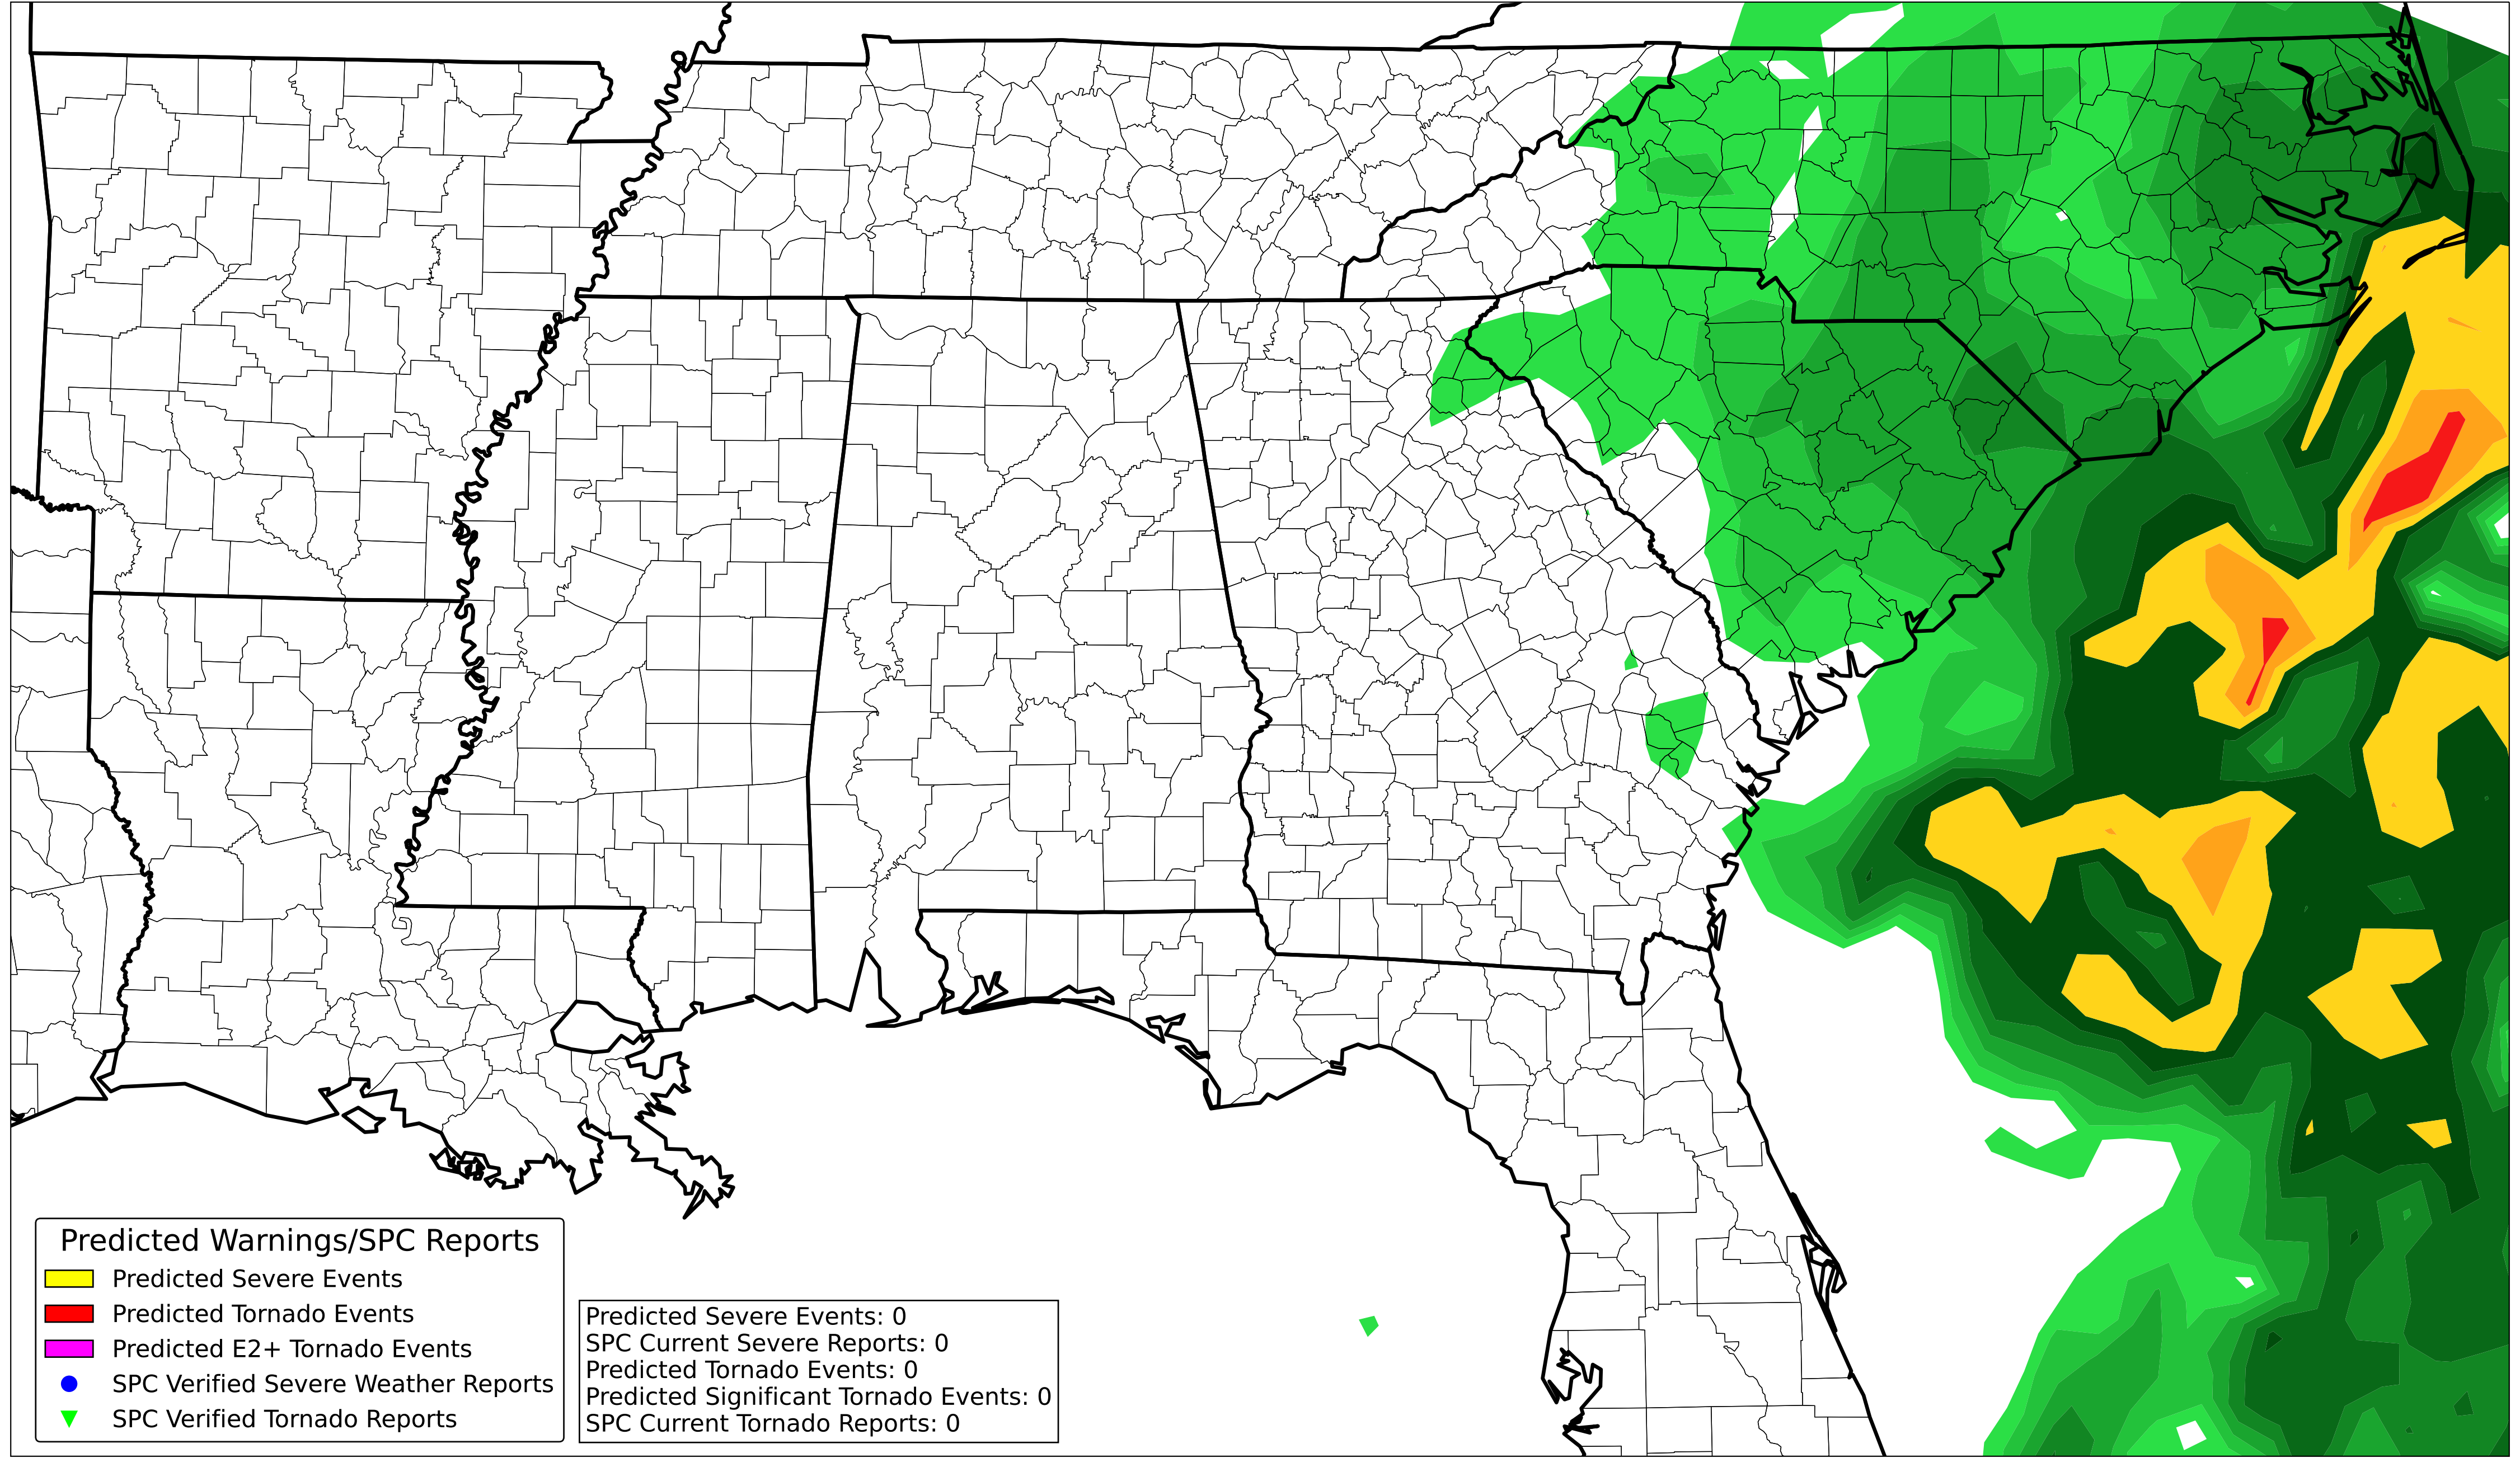 Predicted Warnings/SPC Reports
Predicted Severe Events
Predicted Tornado Events
Predicted E2+ Tornado Events
SPC Verified Severe Weather Reports
SPC Verified Tornado Reports
Predicted Severe Events: 0
SPC Current Severe Reports: 0
Predicted Tornado Events: 0
Predicted Significant Tornado Events: 0
SPC Current Tornado Reports: 0